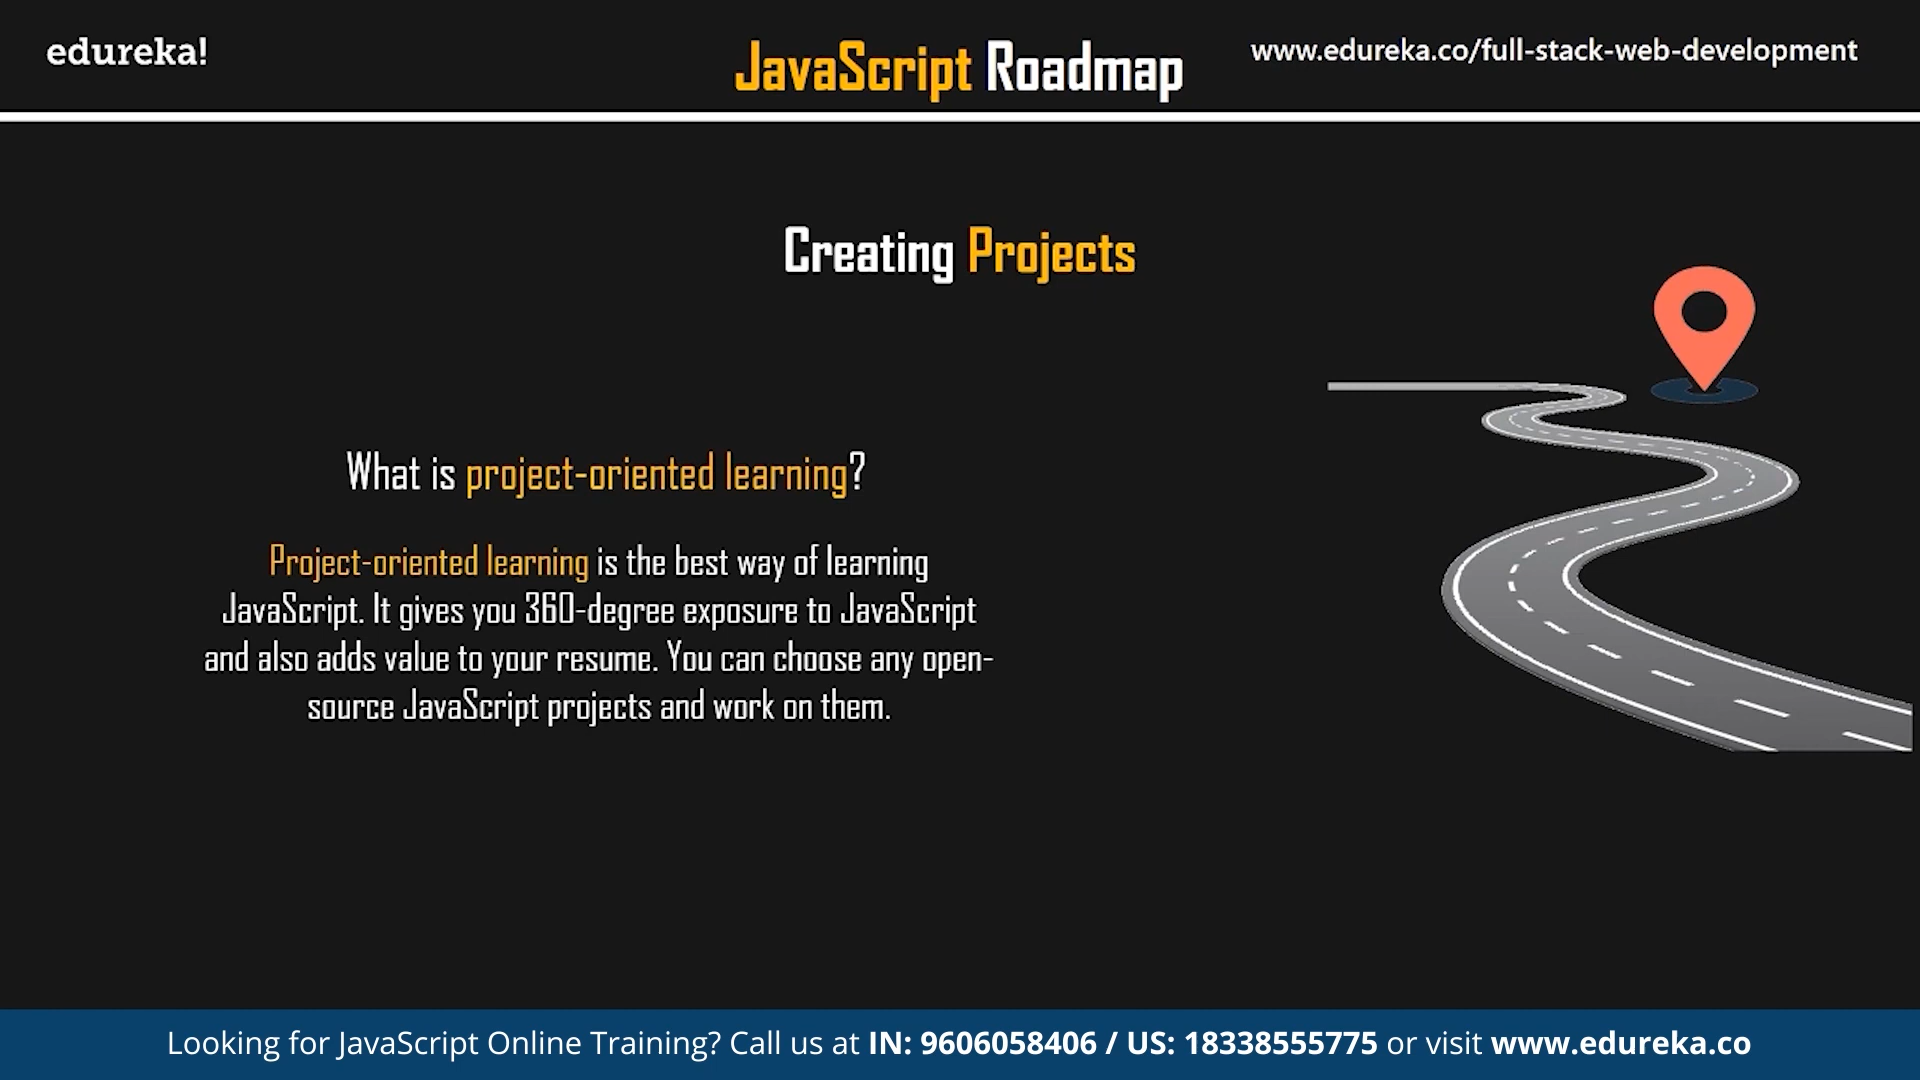 edureka!
JavaScript Roadmap
www.edureka.co/full-stack-web-development
Creating Projects
What is project-oriented learning?
Project-oriented learning is the best way of learning
JavaScript. It gives you 360-degree exposure to JavaScript
and also adds value to your resume. You can choose any open-
source JavaScript projects and work on them.
Looking for JavaScript Online Training? Call us at IN: 9606058406 / US: 18338555775 or visit www.edureka.co